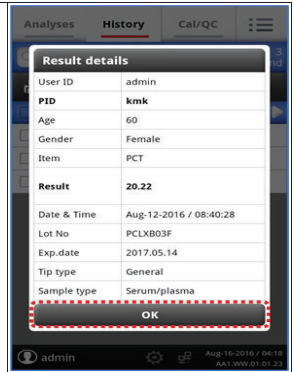 Analyses History Cal/QC
3
nd
Result details
User ID admin
PID kmk
Age 60
Gender Female
Item PCT
Result 20.22
Date & Time Aug-12-2016 / 08:40:28
Lot No PCLXB03F
Exp.date 2017.05.14
Tip type General
Sample type Serum/plasma
OK
admin Aug-16-2016 / 04:18
AA1.WW.01.01.23